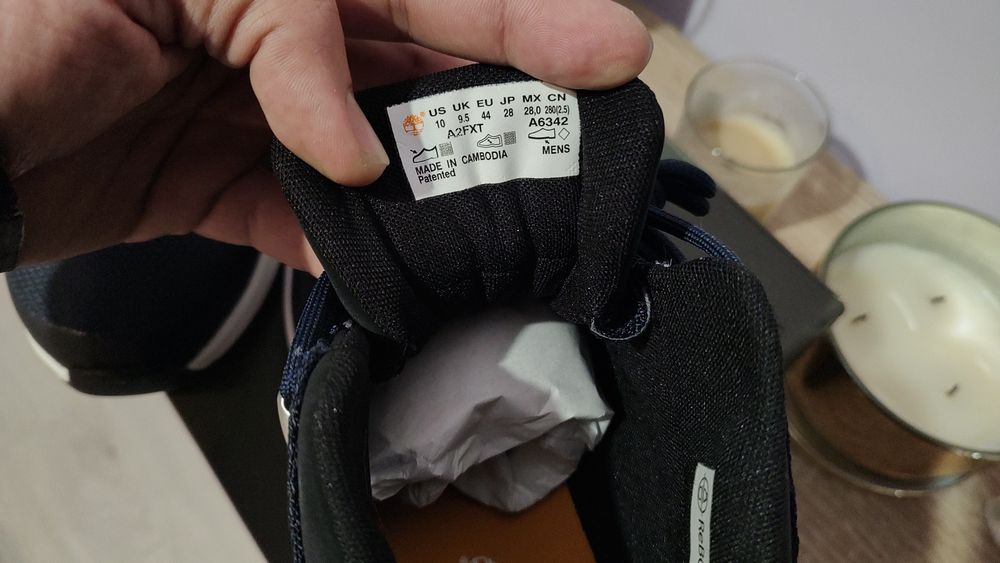 US UK EU JP MX CN
10 9.5 44 28 28,0 280(2.5)
A2FXT A6342
MENS
MADE IN CAMBODIA
Patented